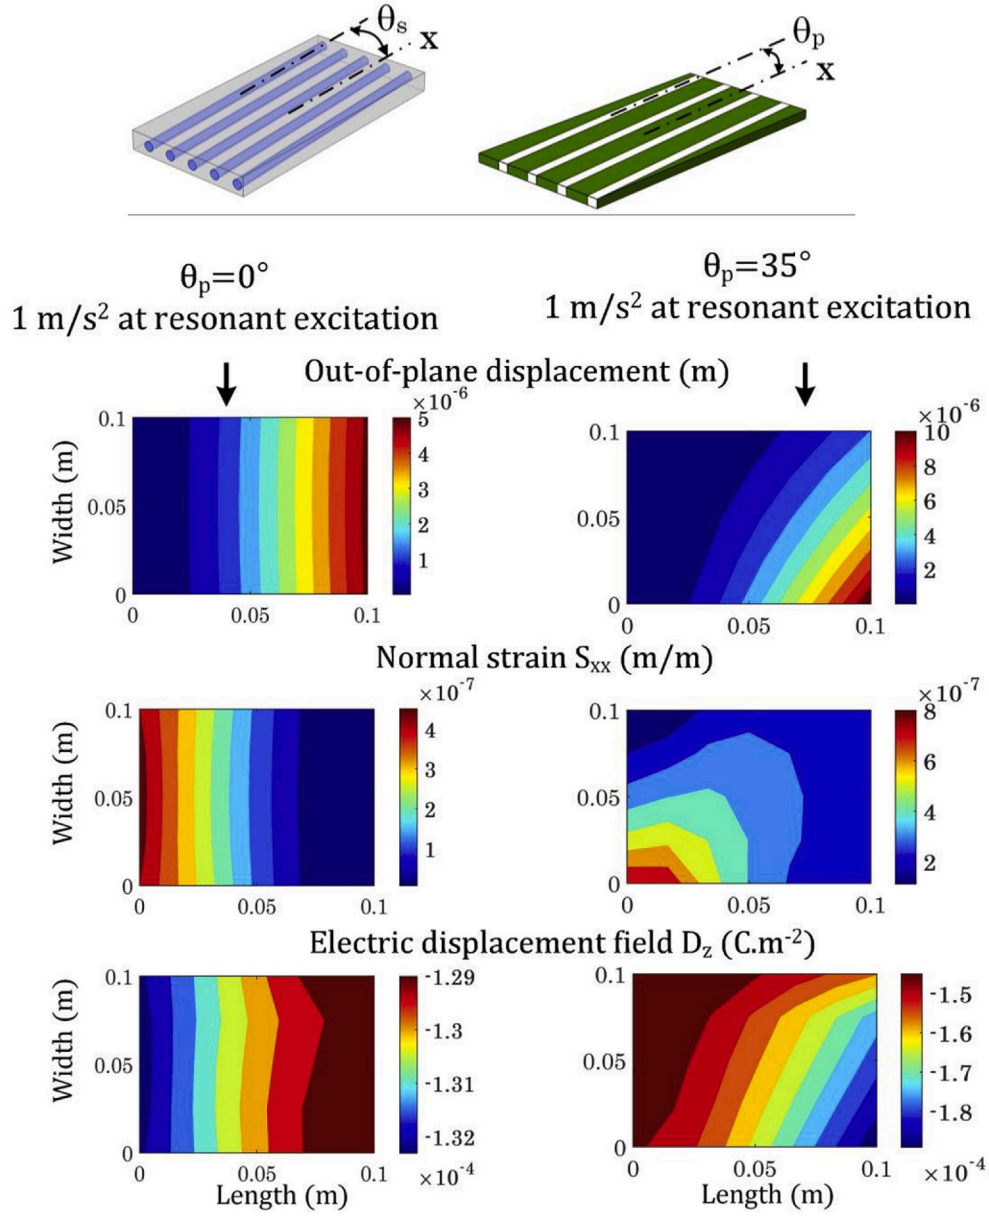 θs x
θp x
θp=0°
1 m/s² at resonant excitation
θp=35°
1 m/s² at resonant excitation
Out-of-plane displacement (m)
Width (m)
0.1
0.05
0
0 0.05 0.1
×10⁻⁶
5
4
3
2
1
0.1
0.05
0
0 0.05 0.1
×10⁻⁶
10
8
6
4
2
Normal strain Sxx (m/m)
Width (m)
0.1
0.05
0
0 0.05 0.1
×10⁻⁷
4
3
2
1
0.1
0.05
0
0 0.05 0.1
×10⁻⁷
8
6
4
2
Electric displacement field Dz (C.m⁻²)
Width (m)
0.1
0.05
0
0 0.05 0.1
Length (m)
-1.29
-1.3
-1.31
-1.32
×10⁻⁴
0.1
0.05
0
0 0.05 0.1
Length (m)
-1.5
-1.6
-1.7
-1.8
×10⁻⁴